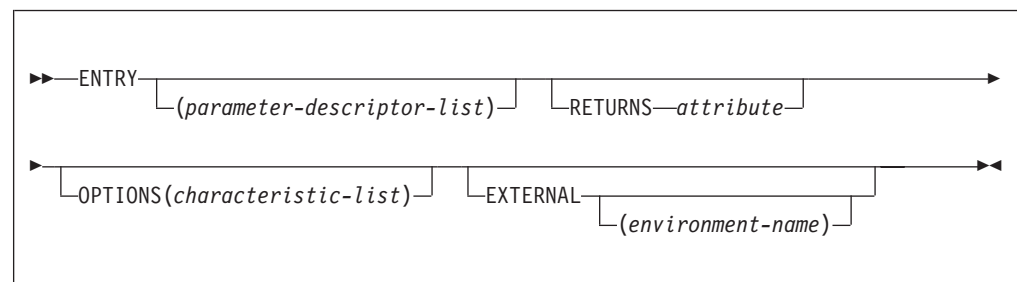 ENTRY (parameter-descriptor-list) RETURNS attribute
OPTIONS(characteristic-list) EXTERNAL (environment-name)